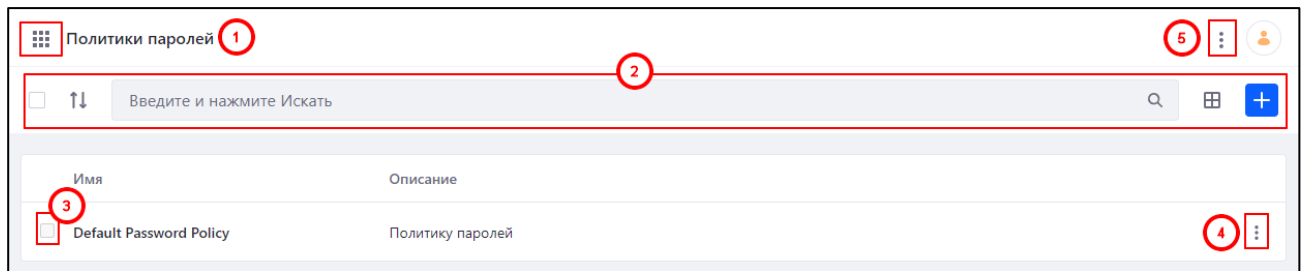 Политики паролей 1
5
2
Введите и нажмите Искать
Имя Описание
3
Default Password Policy Политику паролей 4